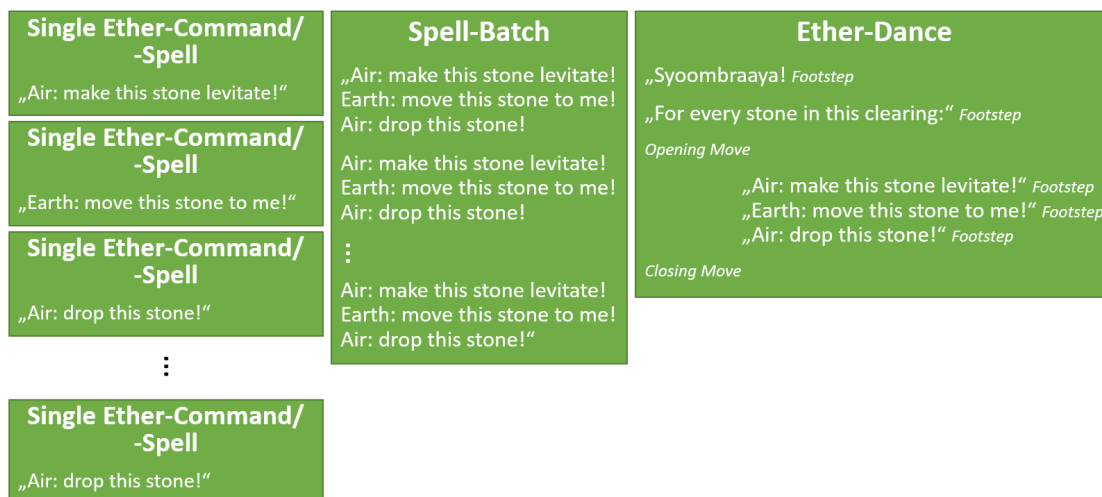 Single Ether-Command/
-Spell
„Air: make this stone levitate!“
Single Ether-Command/
-Spell
„Earth: move this stone to me!“
Single Ether-Command/
-Spell
„Air: drop this stone!“
⋮
Single Ether-Command/
-Spell
„Air: drop this stone!“
Spell-Batch
„Air: make this stone levitate!
Earth: move this stone to me!
Air: drop this stone!
Air: make this stone levitate!
Earth: move this stone to me!
Air: drop this stone!
⋮
Air: make this stone levitate!
Earth: move this stone to me!
Air: drop this stone!“
Ether-Dance
„Syoombraaya! Footstep
„For every stone in this clearing:“ Footstep
Opening Move
„Air: make this stone levitate!“ Footstep
„Earth: move this stone to me!“ Footstep
„Air: drop this stone!“ Footstep
Closing Move